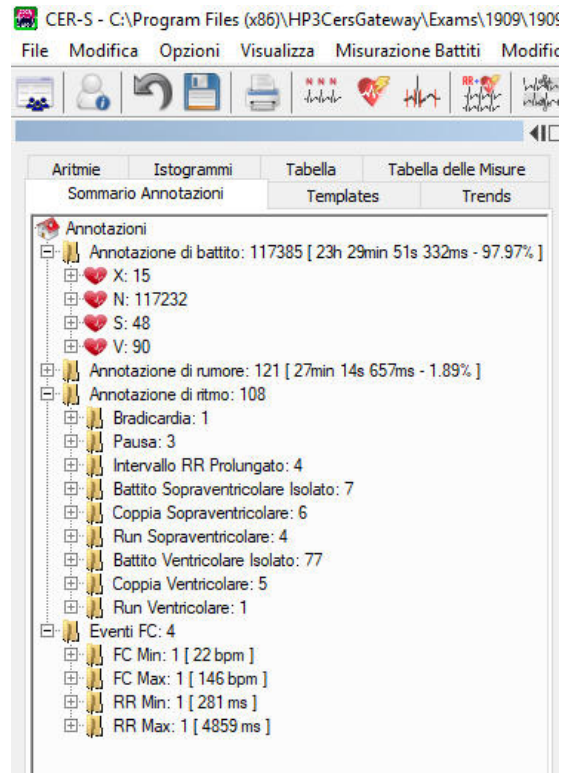 CER-S - C:\Program Files (x86)\HP3CersGateway\Exams\1909\1909
File Modifica Opzioni Visualizza Misurazione Battiti Modific
N N N
RR+
Aritmie Istogrammi Tabella Tabella delle Misure
Sommario Annotazioni Templates Trends
Annotazioni
Annotazione di battito: 117385 [ 23h 29min 51s 332ms - 97.97% ]
X: 15
N: 117232
S: 48
V: 90
Annotazione di rumore: 121 [ 27min 14s 657ms - 1.89% ]
Annotazione di ritmo: 108
Bradicardia: 1
Pausa: 3
Intervallo RR Prolungato: 4
Battito Sopraventricolare Isolato: 7
Coppia Sopraventricolare: 6
Run Sopraventricolare: 4
Battito Ventricolare Isolato: 77
Coppia Ventricolare: 5
Run Ventricolare: 1
Eventi FC: 4
FC Min: 1 [ 22 bpm ]
FC Max: 1 [ 146 bpm ]
RR Min: 1 [ 281 ms ]
RR Max: 1 [ 4859 ms ]